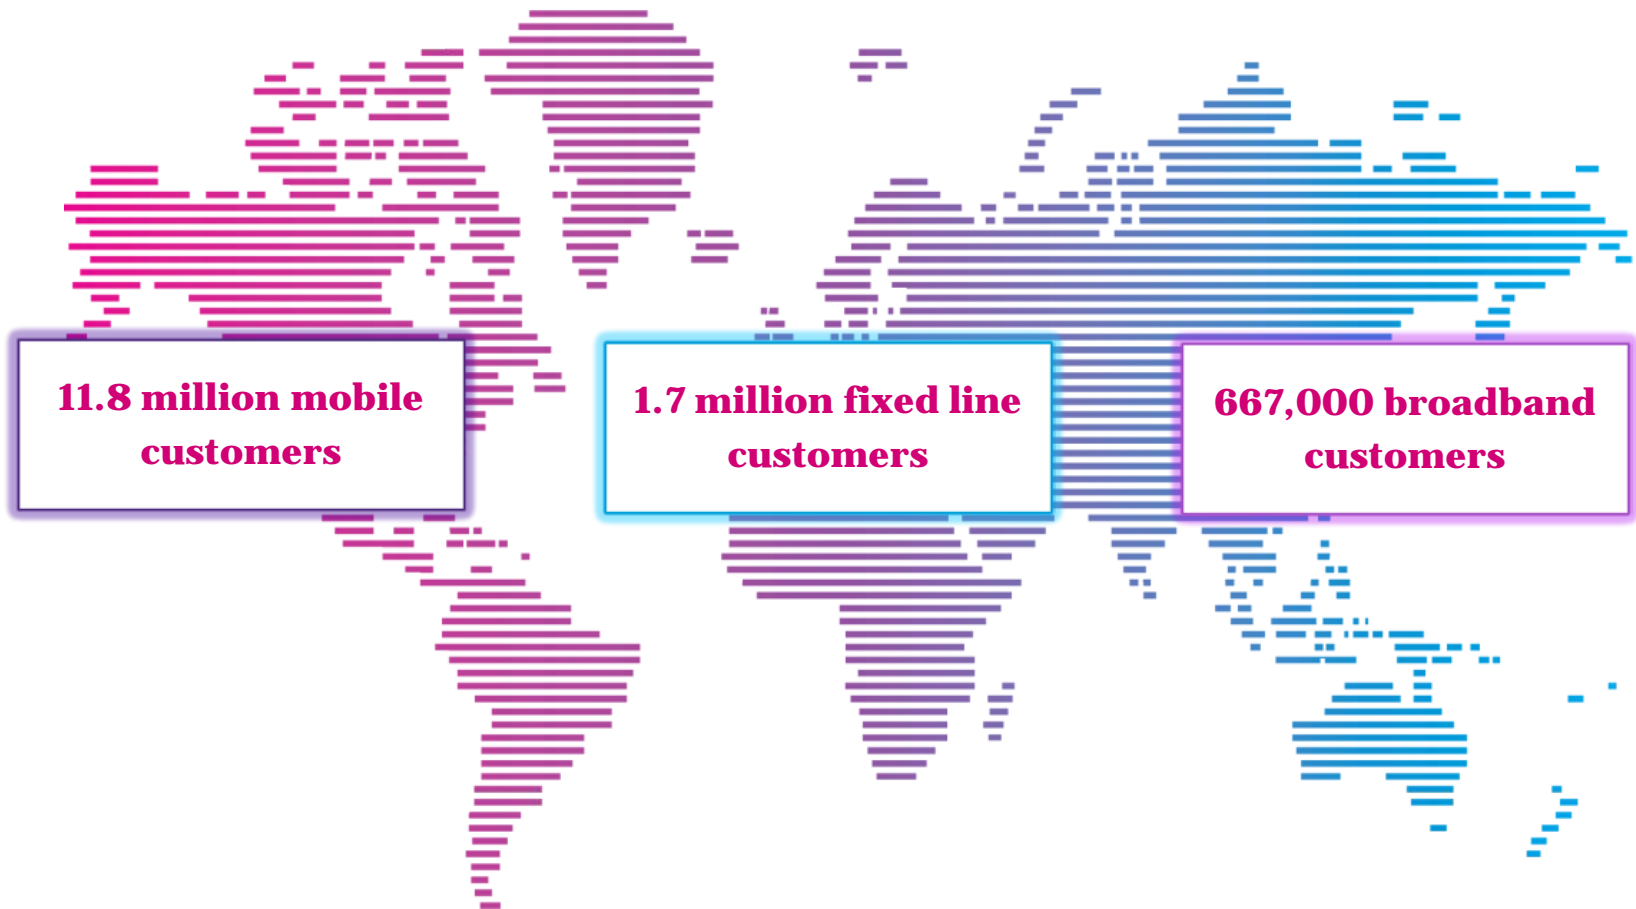 11.8 million mobile
customers
1.7 million fixed line
customers
667,000 broadband
customers